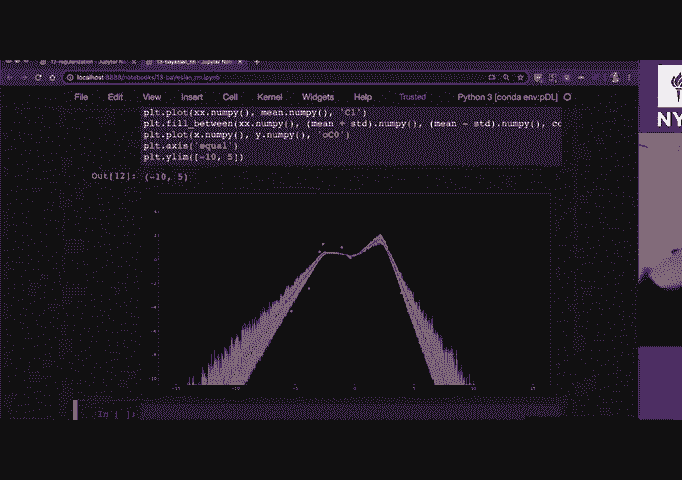 localhost:8888/notebooks/13-bayesian_nn.ipynb
File Edit View Insert Cell Kernel Widgets Help Trusted Python 3 [conda env:pDL]
plt.plot(xx.numpy(), mean.numpy(), 'C1')
plt.fill_between(xx.numpy(), (mean + std).numpy(), (mean - std).numpy(), co
plt.plot(x.numpy(), y.numpy(), 'oC0')
plt.axis('equal')
plt.ylim([-10, 5])
Out[12]: (-10, 5)
NY
In [ ]: